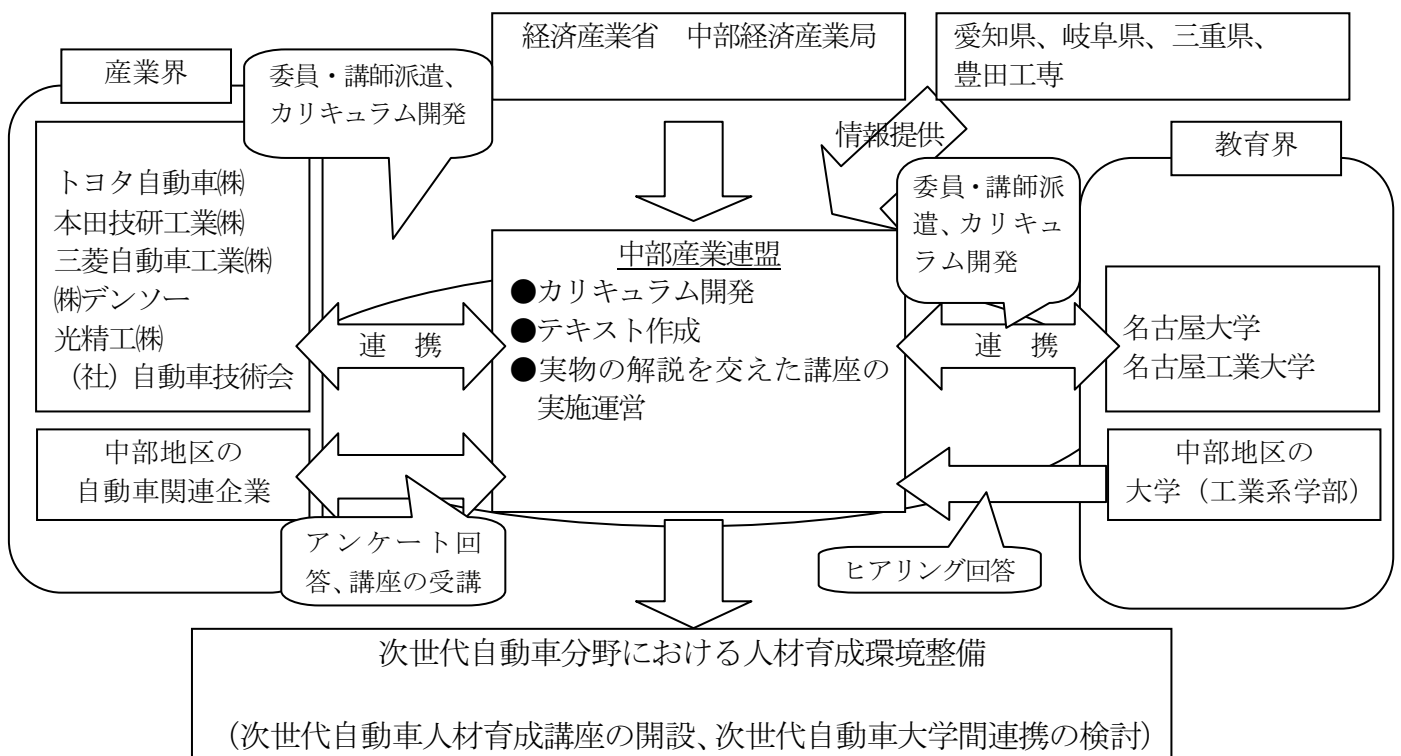 経済産業省　中部経済産業局
愛知県、岐阜県、三重県、
豊田工専
産業界
委員・講師派遣、
カリキュラム開発
情報提供
教育界
トヨタ自動車㈱
本田技研工業㈱
三菱自動車工業㈱
㈱デンソー
光精工㈱
（社）自動車技術会
委員・講師派
遣、カリキュ
ラム開発
中部産業連盟
●カリキュラム開発
●テキスト作成
●実物の解説を交えた講座の
実施運営
連　携
連　携
名古屋大学
名古屋工業大学
中部地区の
自動車関連企業
中部地区の
大学（工業系学部）
アンケート回
答、講座の受講
ヒアリング回答
次世代自動車分野における人材育成環境整備
（次世代自動車人材育成講座の開設、次世代自動車大学間連携の検討）